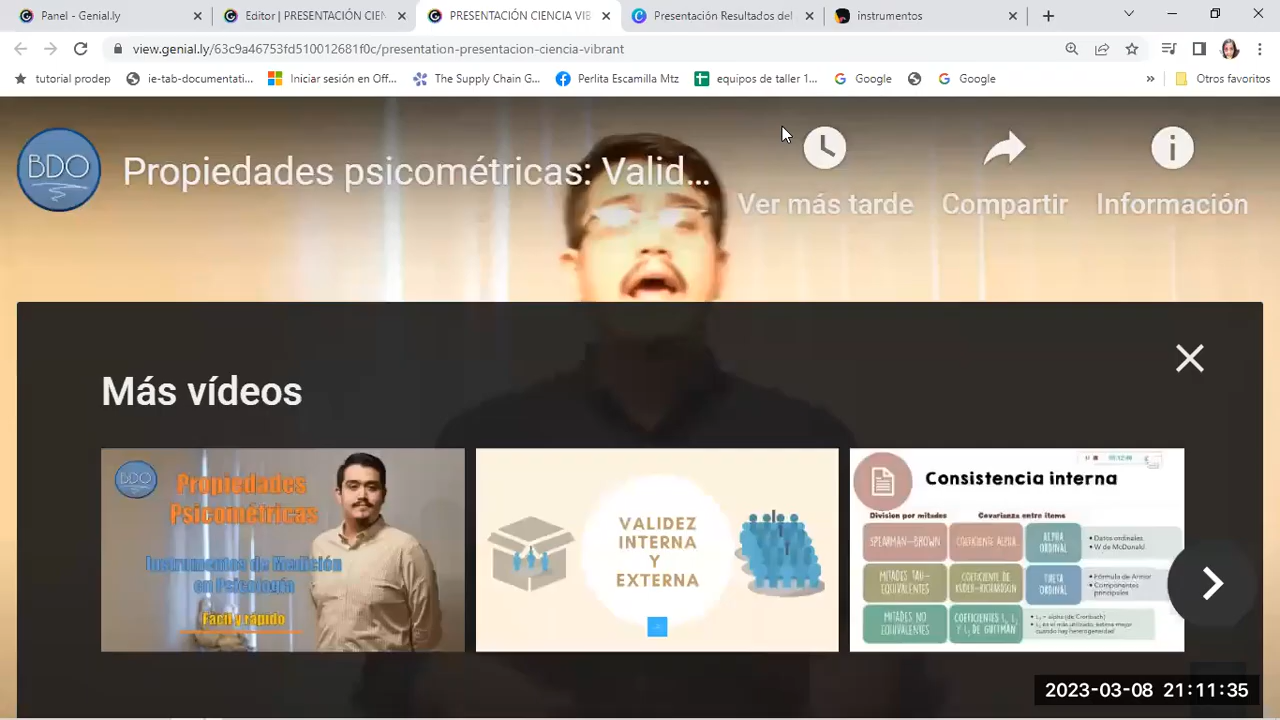 Panel - Genial.ly
Editor | PRESENTACIÓN CIEN
PRESENTACIÓN CIENCIA VIB
Presentación Resultados del
instrumentos
view.genial.ly/63c9a46753fd510012681f0c/presentation-presentacion-ciencia-vibrant
tutorial prodep
ie-tab-documentati...
Iniciar sesión en Off...
The Supply Chain G...
Perlita Escamilla Mtz
equipos de taller 1...
Google
Google
»
Otros favoritos
BDO
Propiedades psicométricas: Valid...
Ver más tarde
Compartir
Información
Más vídeos
BDO
Propiedades
Psicométricas
Instrumentos de Medición
en Psicología
Fácil y rápido
VALIDEZ
INTERNA
Y
EXTERNA
Consistencia interna
Division por mitades
Covarianza entre ítems
SPEARMAN-BROWN
COEFICIENTE ALPHA
ALPHA
ORDINAL
• Datos ordinales
• W de McDonald
MITADES TAU-
EQUIVALENTES
COEFICIENTE DE
KUDER-RICHARDSON
THETA
ORDINAL
• Fórmula de Armor
• Componentes
principales
MITADES NO
EQUIVALENTES
COEFICIENTES
DE GUTTMAN
2023-03-08 21:11:35